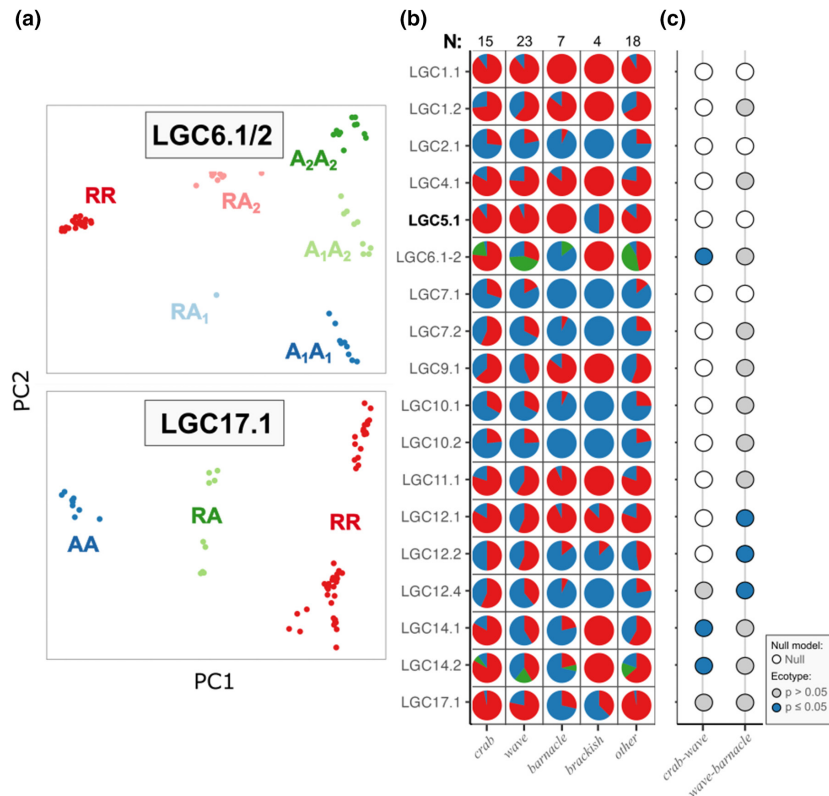 (a)
LGC6.1/2
RR
RA2
A2A2
A1A2
RA1
A1A1
LGC17.1
AA
RA
RR
PC2
PC1
(b)
N: 15 23 7 4 18
LGC1.1
LGC1.2
LGC2.1
LGC4.1
LGC5.1
LGC6.1-2
LGC7.1
LGC7.2
LGC9.1
LGC10.1
LGC10.2
LGC11.1
LGC12.1
LGC12.2
LGC12.4
LGC14.1
LGC14.2
LGC17.1
crab wave barnacle brackish other
(c)
Null model:
Null
Ecotype:
p > 0.05
p ≤ 0.05
crab-wave
wave-barnacle